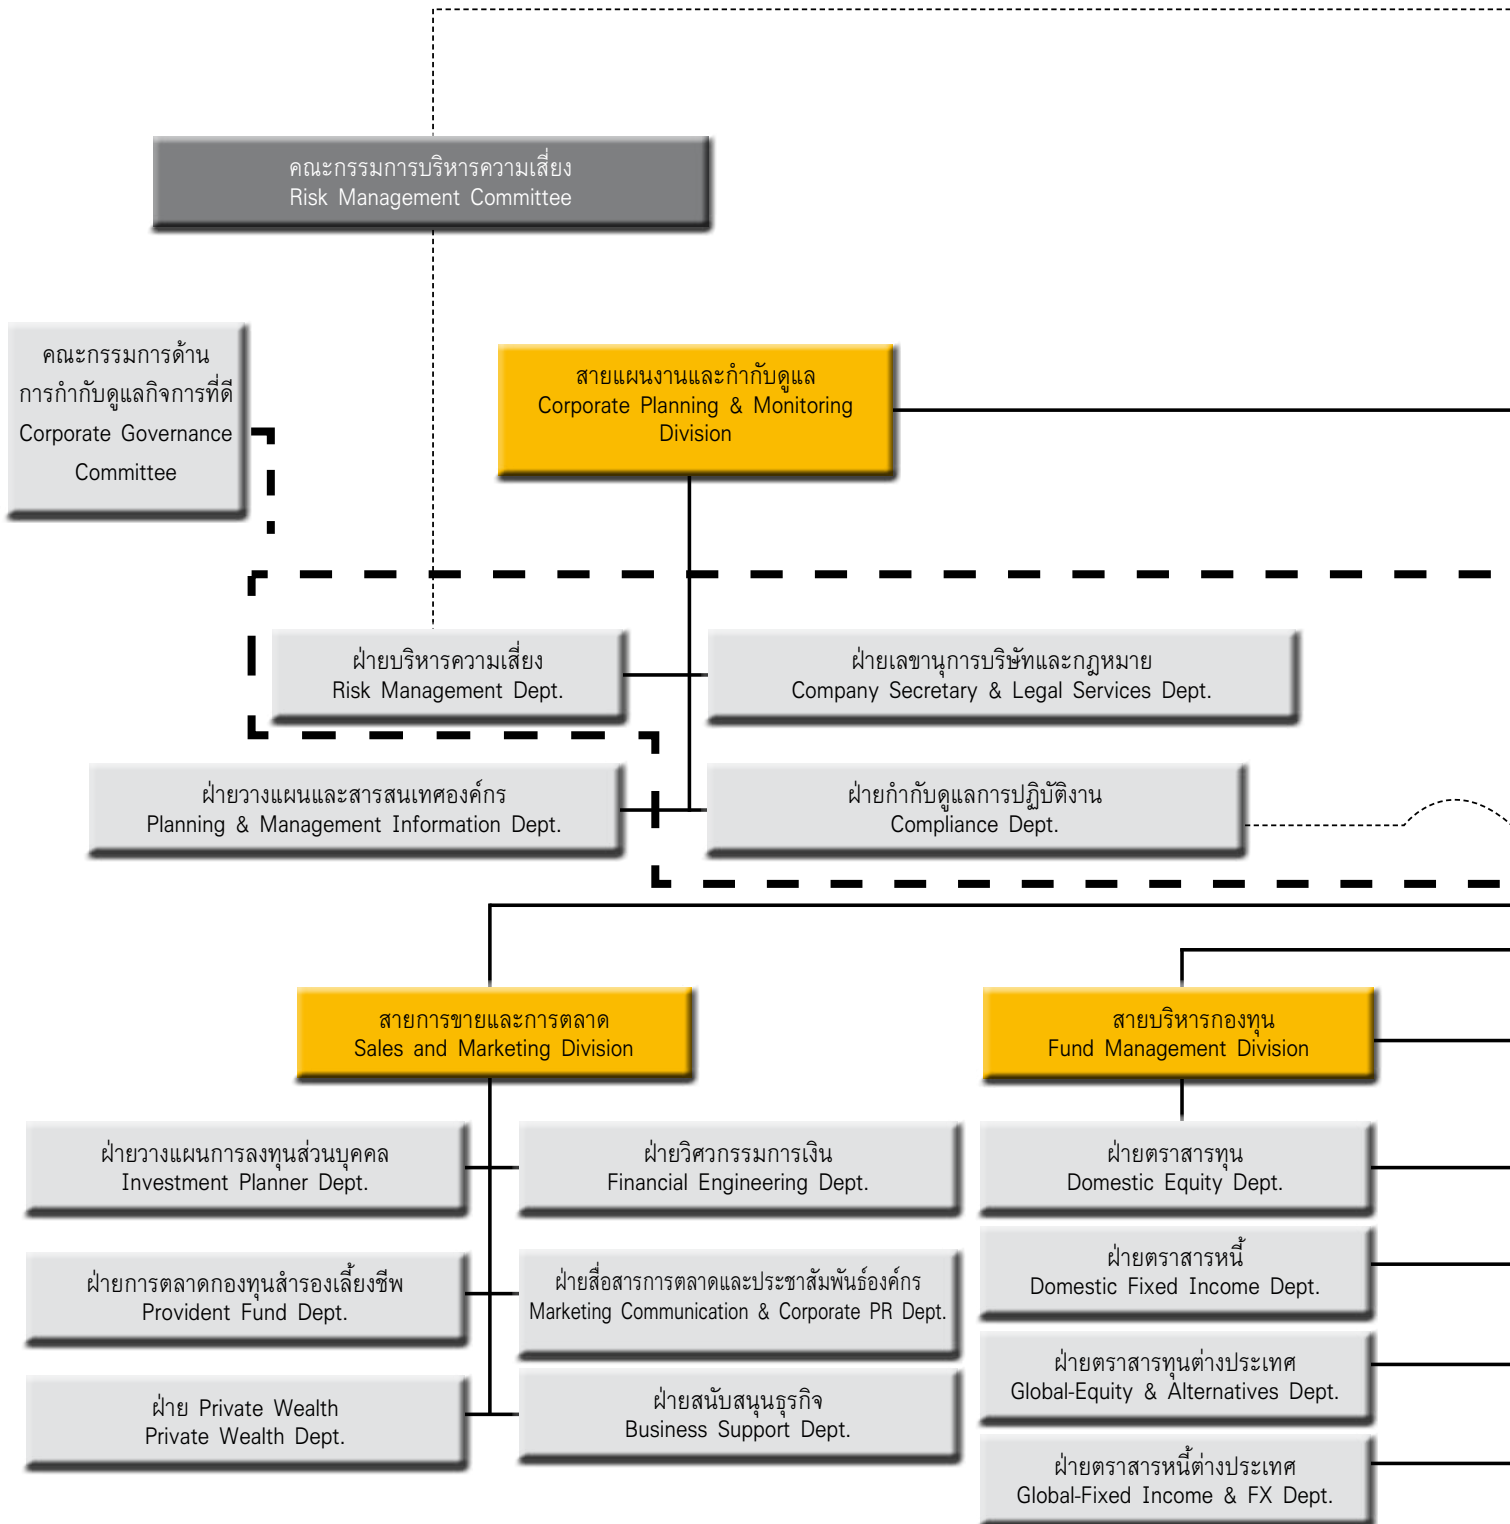 คณะกรรมการบริหารความเสี่ยง
Risk Management Committee
คณะกรรมการด้าน
การกำกับดูแลกิจการที่ดี
Corporate Governance
Committee
สายแผนงานและกำกับดูแล
Corporate Planning & Monitoring
Division
ฝ่ายบริหารความเสี่ยง
Risk Management Dept.
ฝ่ายเลขานุการบริษัทและกฎหมาย
Company Secretary & Legal Services Dept.
ฝ่ายวางแผนและสารสนเทศองค์กร
Planning & Management Information Dept.
ฝ่ายกำกับดูแลการปฏิบัติงาน
Compliance Dept.
สายการขายและการตลาด
Sales and Marketing Division
สายบริหารกองทุน
Fund Management Division
ฝ่ายวางแผนการลงทุนส่วนบุคคล
Investment Planner Dept.
ฝ่ายวิศวกรรมการเงิน
Financial Engineering Dept.
ฝ่ายตราสารทุน
Domestic Equity Dept.
ฝ่ายการตลาดกองทุนสำรองเลี้ยงชีพ
Provident Fund Dept.
ฝ่ายสื่อสารการตลาดและประชาสัมพันธ์องค์กร
Marketing Communication & Corporate PR Dept.
ฝ่ายตราสารหนี้
Domestic Fixed Income Dept.
ฝ่าย Private Wealth
Private Wealth Dept.
ฝ่ายสนับสนุนธุรกิจ
Business Support Dept.
ฝ่ายตราสารทุนต่างประเทศ
Global-Equity & Alternatives Dept.
ฝ่ายตราสารหนี้ต่างประเทศ
Global-Fixed Income & FX Dept.